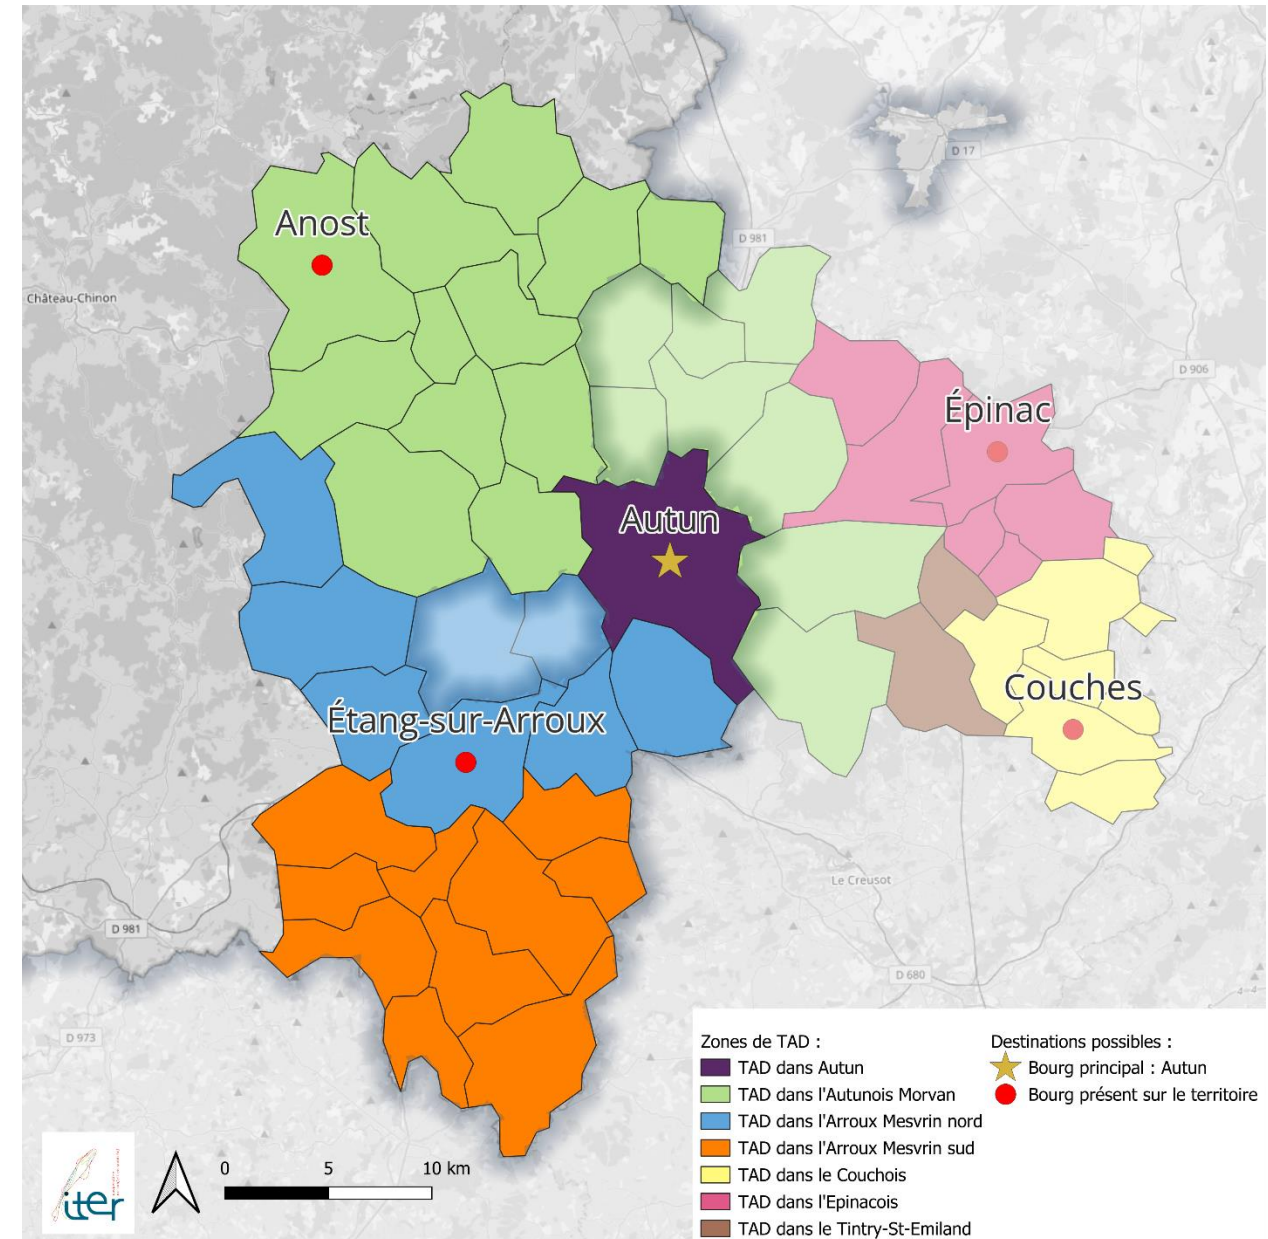 D 17
Anost
D 981
Château-Chinon
D 906
Épinac
Autun
Couches
Étang-sur-Arroux
Le Creusot
D 981
D 680
D 973
Zones de TAD :
TAD dans Autun
TAD dans l'Autunois Morvan
TAD dans l'Arroux Mesvrin nord
TAD dans l'Arroux Mesvrin sud
TAD dans le Couchois
TAD dans l'Epinacois
TAD dans le Tintry-St-Emiland
Destinations possibles :
Bourg principal : Autun
Bourg présent sur le territoire
0 5 10 km
iter